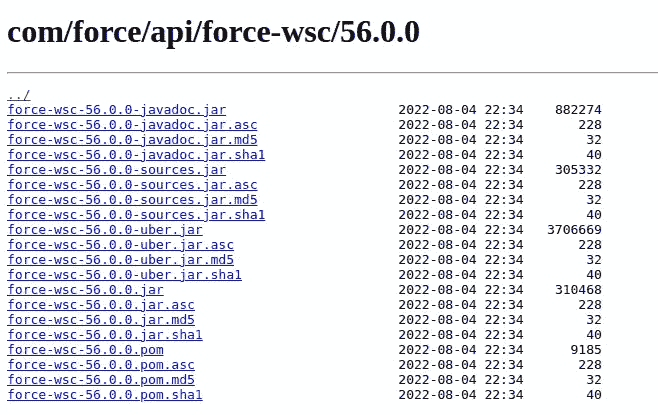 com/force/api/force-wsc/56.0.0
../
force-wsc-56.0.0-javadoc.jar 2022-08-04 22:34 882274
force-wsc-56.0.0-javadoc.jar.asc 2022-08-04 22:34 228
force-wsc-56.0.0-javadoc.jar.md5 2022-08-04 22:34 32
force-wsc-56.0.0-javadoc.jar.sha1 2022-08-04 22:34 40
force-wsc-56.0.0-sources.jar 2022-08-04 22:34 305332
force-wsc-56.0.0-sources.jar.asc 2022-08-04 22:34 228
force-wsc-56.0.0-sources.jar.md5 2022-08-04 22:34 32
force-wsc-56.0.0-sources.jar.sha1 2022-08-04 22:34 40
force-wsc-56.0.0-uber.jar 2022-08-04 22:34 3706669
force-wsc-56.0.0-uber.jar.asc 2022-08-04 22:34 228
force-wsc-56.0.0-uber.jar.md5 2022-08-04 22:34 32
force-wsc-56.0.0-uber.jar.sha1 2022-08-04 22:34 40
force-wsc-56.0.0.jar 2022-08-04 22:34 310468
force-wsc-56.0.0.jar.asc 2022-08-04 22:34 228
force-wsc-56.0.0.jar.md5 2022-08-04 22:34 32
force-wsc-56.0.0.jar.sha1 2022-08-04 22:34 40
force-wsc-56.0.0.pom 2022-08-04 22:34 9185
force-wsc-56.0.0.pom.asc 2022-08-04 22:34 228
force-wsc-56.0.0.pom.md5 2022-08-04 22:34 32
force-wsc-56.0.0.pom.sha1 2022-08-04 22:34 40